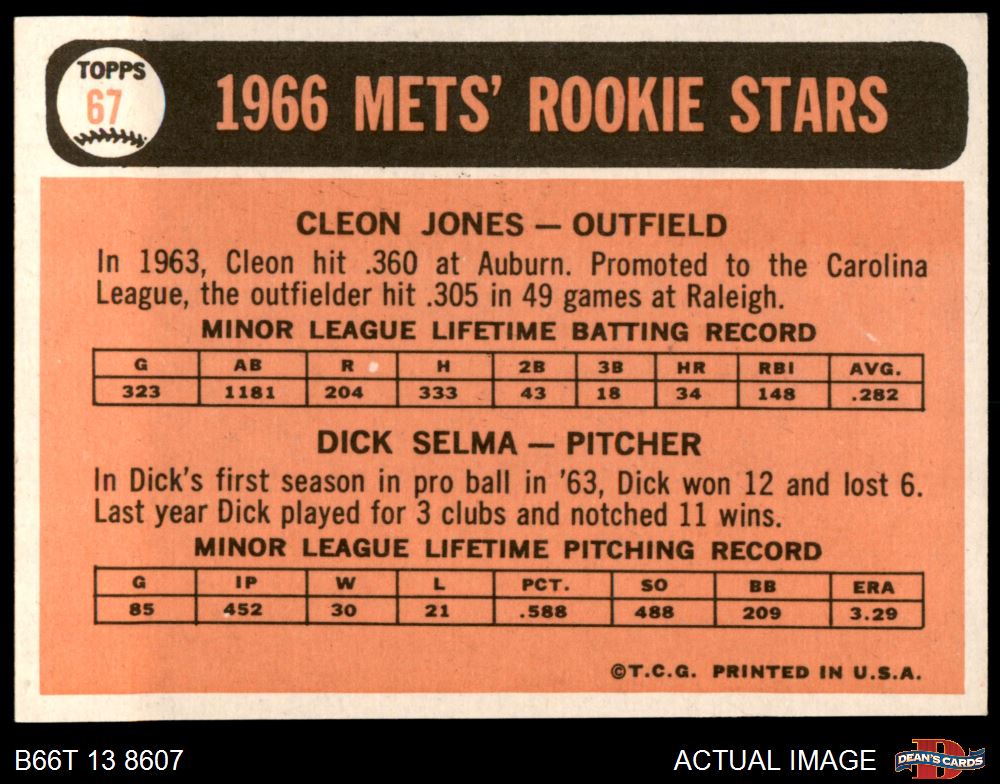 TOPPS
67
1966 METS' ROOKIE STARS
CLEON JONES — OUTFIELD
In 1963, Cleon hit .360 at Auburn. Promoted to the Carolina
League, the outfielder hit .305 in 49 games at Raleigh.
MINOR LEAGUE LIFETIME BATTING RECORD
G AB R H 2B 3B HR RBI AVG.
323 1181 204 333 43 18 34 148 .282
DICK SELMA — PITCHER
In Dick's first season in pro ball in '63, Dick won 12 and lost 6.
Last year Dick played for 3 clubs and notched 11 wins.
MINOR LEAGUE LIFETIME PITCHING RECORD
G IP W L PCT. SO BB ERA
85 452 30 21 .588 488 209 3.29
©T.C.G. PRINTED IN U.S.A.
B66T 13 8607
ACTUAL IMAGE
D
DEAN'S CARDS